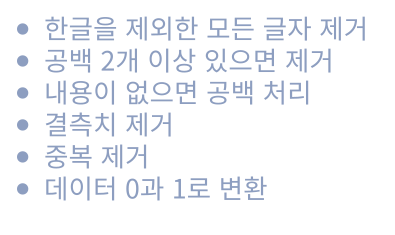 • 한글을 제외한 모든 글자 제거
• 공백 2개 이상 있으면 제거
• 내용이 없으면 공백 처리
• 결측치 제거
• 중복 제거
• 데이터 0과 1로 변환